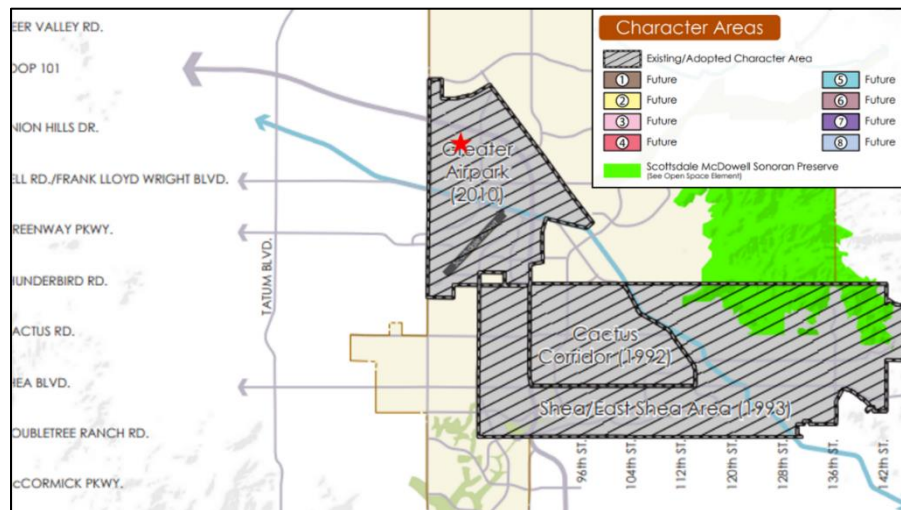 EER VALLEY RD.
OOP 101
NION HILLS DR.
ELL RD./FRANK LLOYD WRIGHT BLVD.
REENWAY PKWY.
HUNDERBIRD RD.
ACTUS RD.
HEA BLVD.
OUBLETREE RANCH RD.
cCORMICK PKWY.
TATUM BLVD.
Greater
Airpark
(2010)
Cactus
Corridor (1992)
Shea/East Shea Area (1993)
96th ST.
104th ST.
112th ST.
120th ST.
128th ST.
136th ST.
142th ST.
Character Areas
Existing/Adopted Character Area
1 Future
2 Future
3 Future
4 Future
5 Future
6 Future
7 Future
8 Future
Scottsdale McDowell Sonoran Preserve
(See Open Space Element)